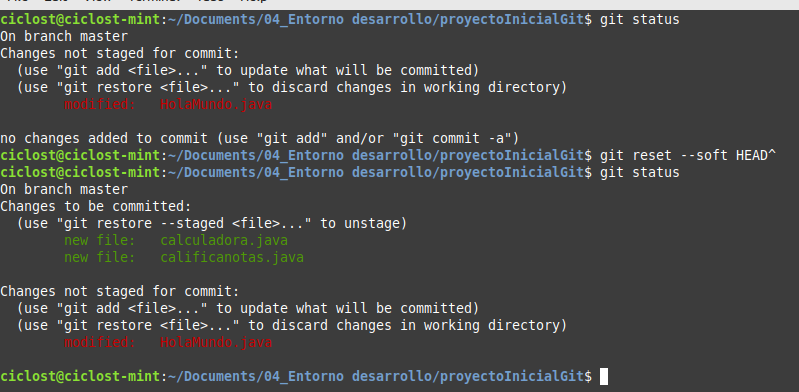 ciclost@ciclost-mint:~/Documents/04_Entorno desarrollo/proyectoInicialGit$ git status
On branch master
Changes not staged for commit:
  (use "git add <file>..." to update what will be committed)
  (use "git restore <file>..." to discard changes in working directory)
        modified:   HolaMundo.java

no changes added to commit (use "git add" and/or "git commit -a")
ciclost@ciclost-mint:~/Documents/04_Entorno desarrollo/proyectoInicialGit$ git reset --soft HEAD^
ciclost@ciclost-mint:~/Documents/04_Entorno desarrollo/proyectoInicialGit$ git status
On branch master
Changes to be committed:
  (use "git restore --staged <file>..." to unstage)
        new file:   calculadora.java
        new file:   calificanotas.java

Changes not staged for commit:
  (use "git add <file>..." to update what will be committed)
  (use "git restore <file>..." to discard changes in working directory)
        modified:   HolaMundo.java

ciclost@ciclost-mint:~/Documents/04_Entorno desarrollo/proyectoInicialGit$